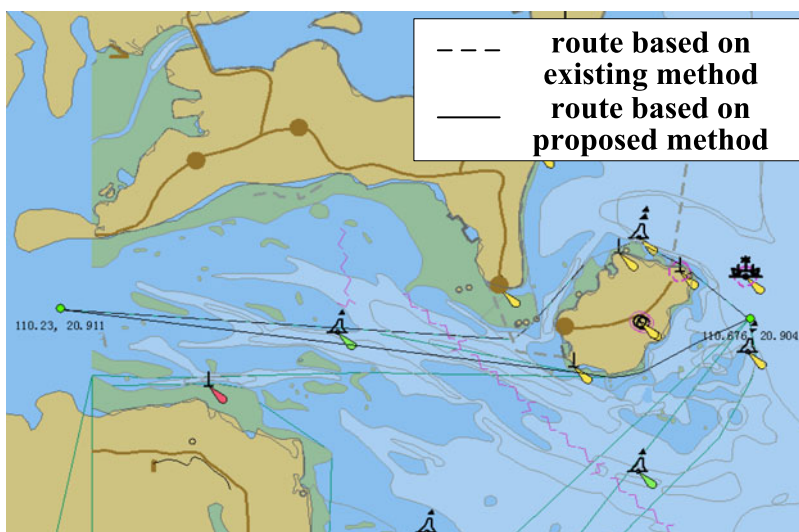 route based on
existing method
route based on
proposed method
110.23, 20.911
110.676, 20.904